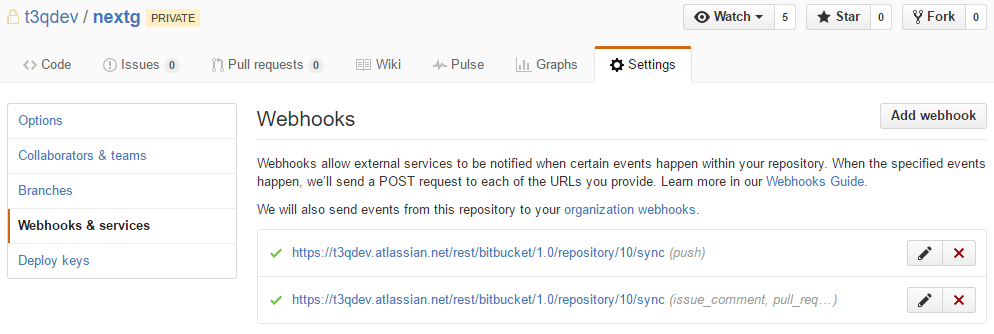 t3qdev / nextg PRIVATE Watch 5 Star 0 Fork 0
Code Issues 0 Pull requests 0 Wiki Pulse Graphs Settings
Options
Collaborators & teams
Branches
Webhooks & services
Deploy keys
Webhooks Add webhook
Webhooks allow external services to be notified when certain events happen within your repository. When the specified events
happen, we'll send a POST request to each of the URLs you provide. Learn more in our Webhooks Guide.
We will also send events from this repository to your organization webhooks.
https://t3qdev.atlassian.net/rest/bitbucket/1.0/repository/10/sync (push)
https://t3qdev.atlassian.net/rest/bitbucket/1.0/repository/10/sync (issue_comment, pull_req…)